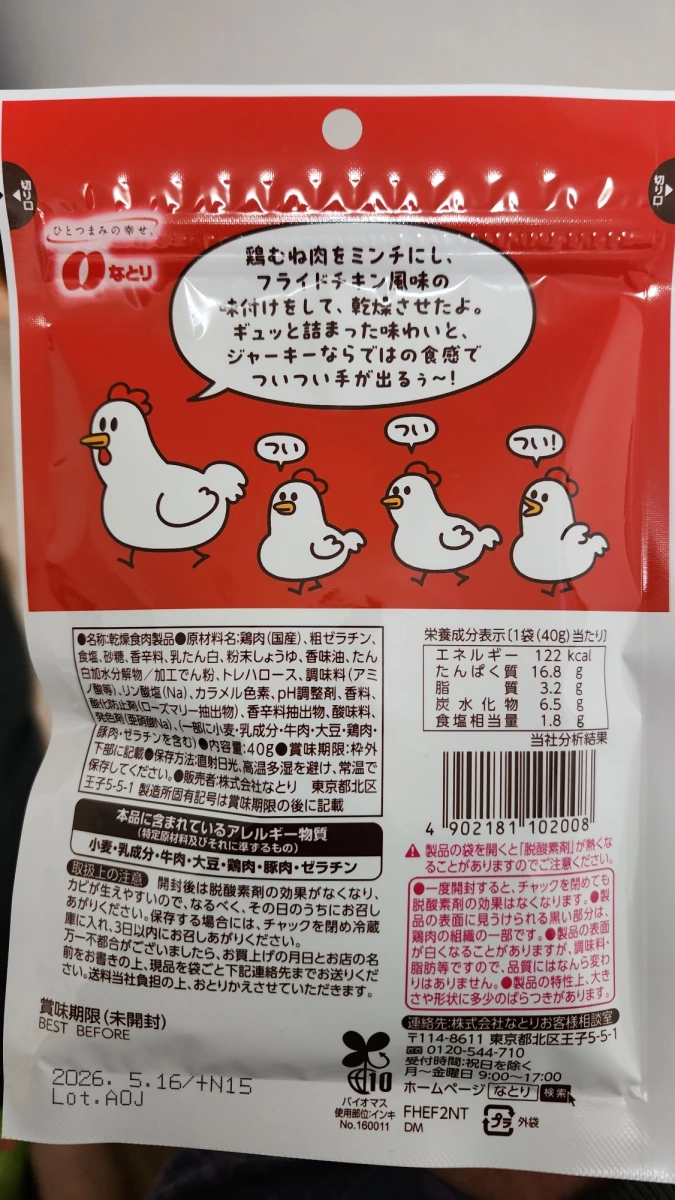 切り口
切り口
ひとつまみの幸せ。
なとり
鶏むね肉をミンチにし、
フライドチキン風味の
味付けをして、乾燥させたよ。
ギュッと詰まった味わいと、
ジャーキーならではの食感で
ついつい手が出るぅ～!
つい
つい
つい!
●名称:乾燥食肉製品●原材料名:鶏肉(国産)、粗ゼラチン、
食塩、砂糖、香辛料、乳たん白、粉末しょうゆ、香味油、たん
白加水分解物／加工でん粉、トレハロース、調味料(アミ
ノ酸等)、リン酸塩(Na)、カラメル色素、pH調整剤、香料、
酸化防止剤(ローズマリー抽出物)、香辛料抽出物、酸味料、
発色剤(亜硝酸Na)、(一部に小麦・乳成分・牛肉・大豆・鶏肉・
豚肉・ゼラチンを含む)●内容量:40g●賞味期限:枠外
下部に記載●保存方法:直射日光、高温多湿を避け、常温で
保存してください。●販売者:株式会社なとり 東京都北区
王子5-5-1 製造所固有記号は賞味期限の後に記載
本品に含まれているアレルギー物質
(特定原材料及びそれに準ずるもの)
小麦・乳成分・牛肉・大豆・鶏肉・豚肉・ゼラチン
取扱上の注意 開封後は脱酸素剤の効果がなくなり、
カビが生えやすいので、なるべく、その日のうちにお召し
あがりください。保存する場合には、チャックを閉め冷蔵
庫に入れ、3日以内にお召しあがりください。
万一不都合がございましたら、お買上げの月日とお店の名
前をお書きの上、現品を袋ごと下記連絡先までお送りくだ
さい。送料当社負担の上、おとりかえさせていただきます。
賞味期限(未開封)
BEST BEFORE
2026. 5.16/+N15
Lot.AOJ
栄養成分表示〔1袋(40g)当たり〕
エネルギー 122 kcal
たんぱく質 16.8 g
脂質 3.2 g
炭水化物 6.5 g
食塩相当量 1.8 g
当社分析結果
4 902181 102008
製品の袋を開くと「脱酸素剤」が熱くな
ることがありますのでご注意ください。
●一度開封すると、チャックを閉めても
脱酸素剤の効果はなくなります。●製
品の表面に見うけられる黒い部分は、
鶏肉の組織の一部です。●製品の表面
が白くなることがありますが、調味料・
脂肪等ですので、品質にはなんら変わ
りはありません。●製品の特性上、大き
さや形状に多少のばらつきがあります。
連絡先:株式会社なとりお客様相談室
〒114-8611 東京都北区王子5-5-1
0120-544-710
受付時間:祝日を除く
月～金曜日 9:00～17:00
ホームページ なとり 検索
10
バイオマス
使用部位:インキ
No.160011
FHEF2NT
DM
プラ 外袋